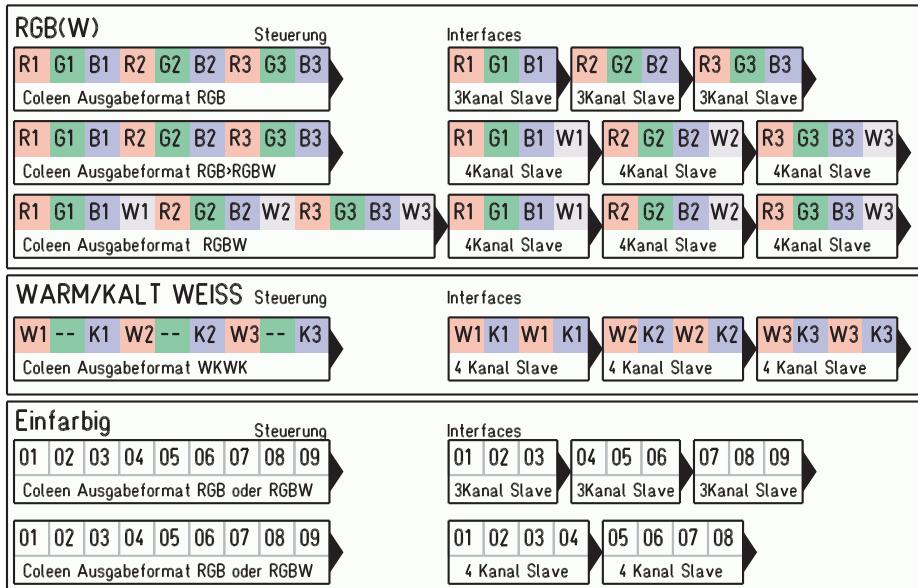 RGB(W) Steuerung Interfaces
R1 G1 B1 R2 G2 B2 R3 G3 B3 R1 G1 B1 R2 G2 B2 R3 G3 B3
Coleen Ausgabeformat RGB 3Kanal Slave 3Kanal Slave 3Kanal Slave
R1 G1 B1 R2 G2 B2 R3 G3 B3 R1 G1 B1 W1 R2 G2 B2 W2 R3 G3 B3 W3
Coleen Ausgabeformat RGB>RGBW 4Kanal Slave 4Kanal Slave 4Kanal Slave
R1 G1 B1 W1 R2 G2 B2 W2 R3 G3 B3 W3 R1 G1 B1 W1 R2 G2 B2 W2 R3 G3 B3 W3
Coleen Ausgabeformat RGBW 4Kanal Slave 4Kanal Slave 4Kanal Slave
WARM/KALT WEISS Steuerung Interfaces
W1 -- K1 W2 -- K2 W3 -- K3 W1 K1 W1 K1 W2 K2 W2 K2 W3 K3 W3 K3
Coleen Ausgabeformat WKWK 4 Kanal Slave 4 Kanal Slave 4 Kanal Slave
Einfarbig Steuerung Interfaces
01 02 03 04 05 06 07 08 09 01 02 03 04 05 06 07 08 09
Coleen Ausgabeformat RGB oder RGBW 3Kanal Slave 3Kanal Slave 3Kanal Slave
01 02 03 04 05 06 07 08 09 01 02 03 04 05 06 07 08
Coleen Ausgabeformat RGB oder RGBW 4 Kanal Slave 4 Kanal Slave